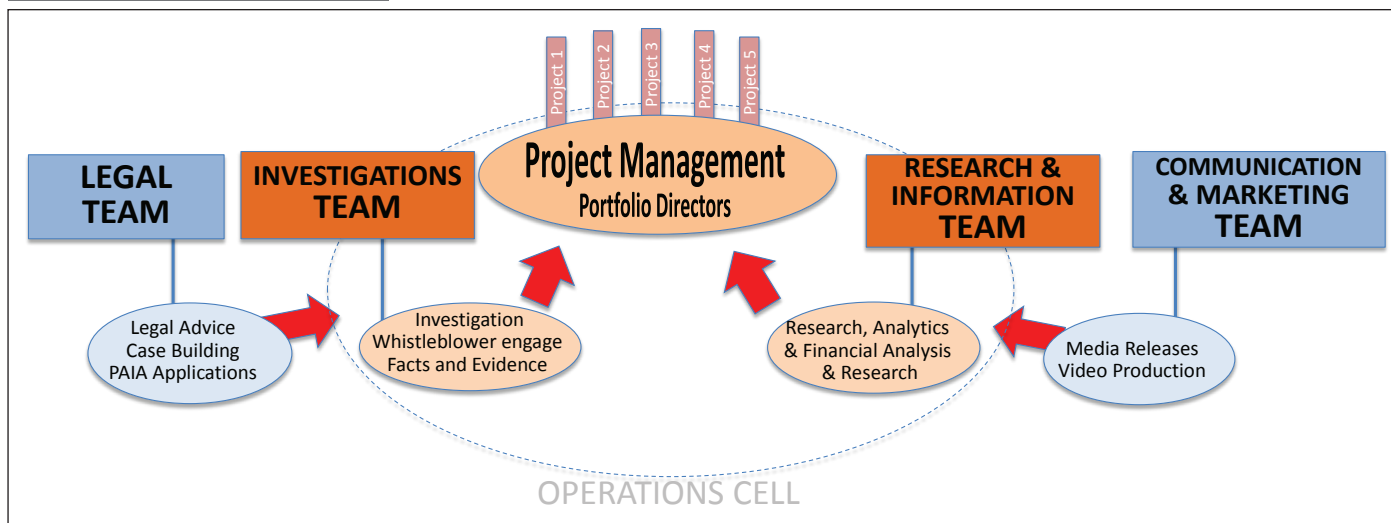 Project 1
Project 2
Project 3
Project 4
Project 5
Project Management
Portfolio Directors
LEGAL
TEAM
INVESTIGATIONS
TEAM
RESEARCH &
INFORMATION
TEAM
COMMUNICATION
& MARKETING
TEAM
Legal Advice
Case Building
PAIA Applications
Investigation
Whistleblower engage
Facts and Evidence
Research, Analytics
& Financial Analysis
& Research
Media Releases
Video Production
OPERATIONS CELL